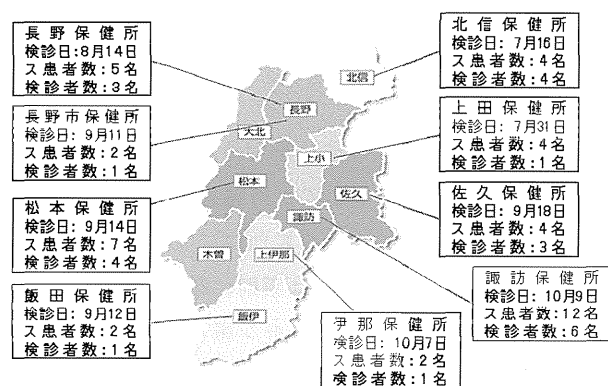 長野保健所
検診日:8月14日
ス患者数:5名
検診者数:3名
長野市保健所
検診日:9月11日
ス患者数:2名
検診者数:1名
松本保健所
検診日:9月14日
ス患者数:7名
検診者数:4名
飯田保健所
検診日:9月12日
ス患者数:2名
検診者数:1名
北信
長野
大北
上小
松本
佐久
諏訪
木曽
上伊那
飯伊
北信保健所
検診日:7月16日
ス患者数:4名
検診者数:4名
上田保健所
検診日:7月31日
ス患者数:4名
検診者数:1名
佐久保健所
検診日:9月18日
ス患者数:4名
検診者数:3名
諏訪保健所
検診日:10月9日
ス患者数:12名
検診者数:6名
伊那保健所
検診日:10月7日
ス患者数:2名
検診者数:1名